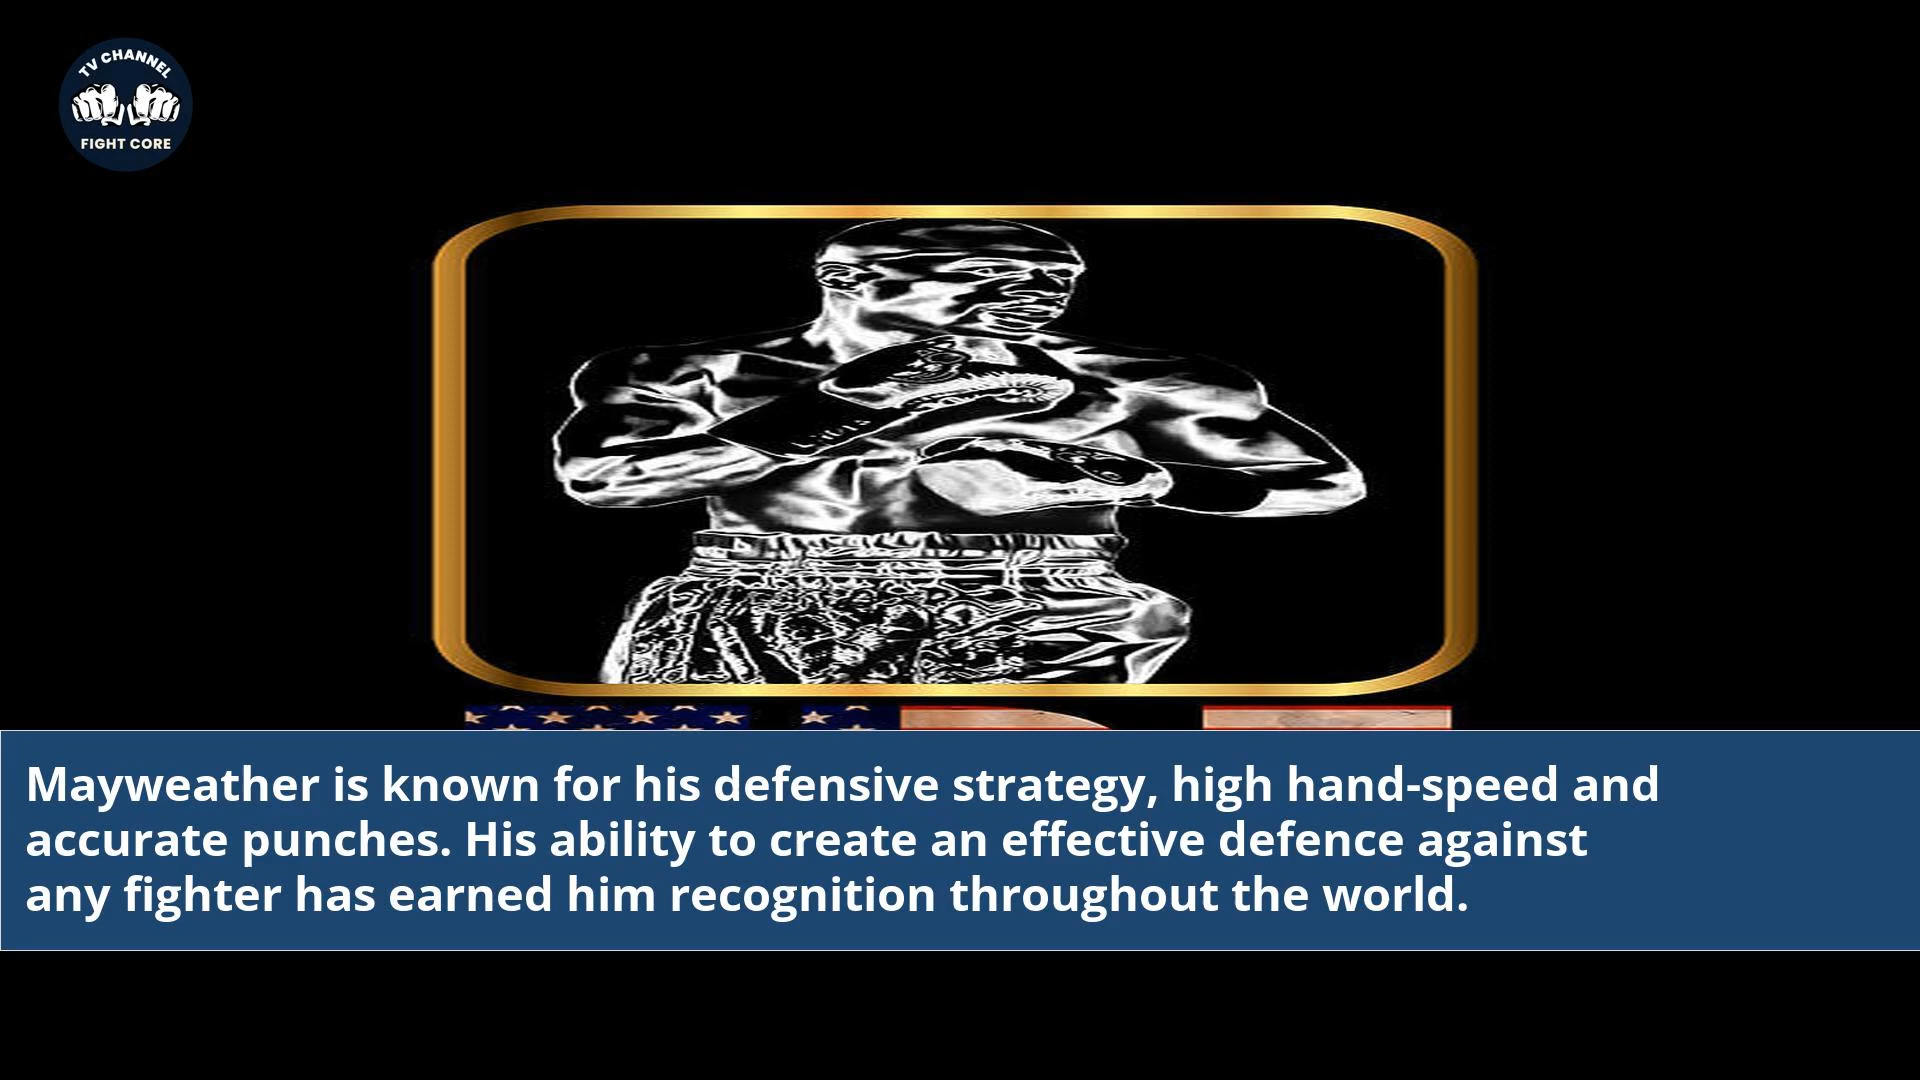 TV CHANNEL
FIGHT CORE
Mayweather is known for his defensive strategy, high hand-speed and
accurate punches. His ability to create an effective defence against
any fighter has earned him recognition throughout the world.